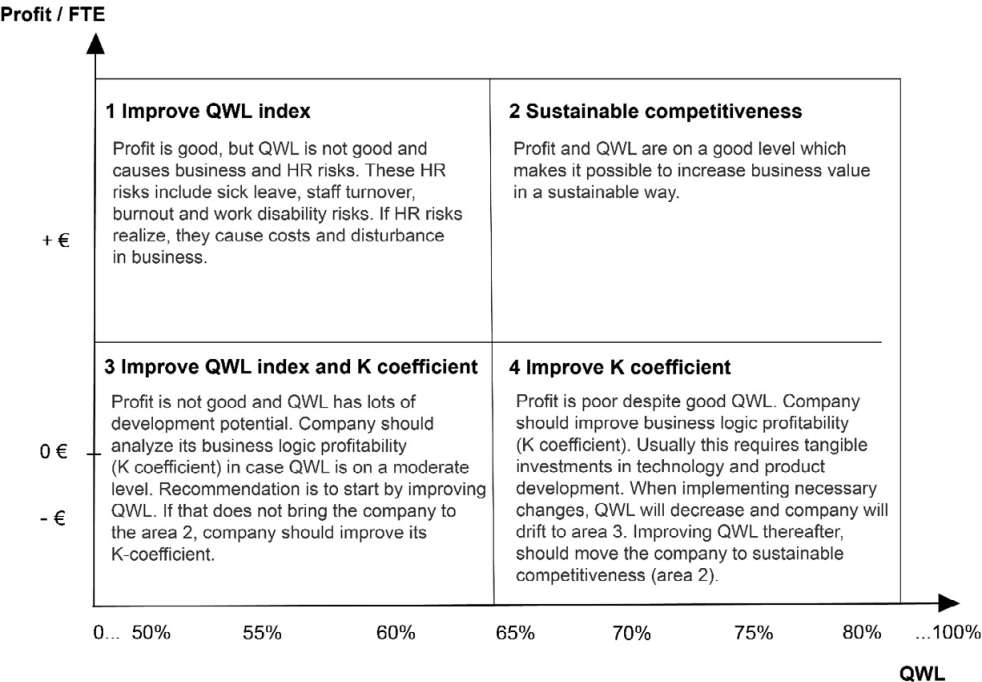 Profit / FTE
1 Improve QWL index
Profit is good, but QWL is not good and
causes business and HR risks. These HR
risks include sick leave, staff turnover,
burnout and work disability risks. If HR risks
realize, they cause costs and disturbance
in business.
2 Sustainable competitiveness
Profit and QWL are on a good level which
makes it possible to increase business value
in a sustainable way.
+ €
3 Improve QWL index and K coefficient
Profit is not good and QWL has lots of
development potential. Company should
analyze its business logic profitability
(K coefficient) in case QWL is on a moderate
level. Recommendation is to start by improving
QWL. If that does not bring the company to
the area 2, company should improve its
K-coefficient.
4 Improve K coefficient
Profit is poor despite good QWL. Company
should improve business logic profitability
(K coefficient). Usually this requires tangible
investments in technology and product
development. When implementing necessary
changes, QWL will decrease and company will
drift to area 3. Improving QWL thereafter,
should move the company to sustainable
competitiveness (area 2).
0 €
- €
0... 50% 55% 60% 65% 70% 75% 80% ...100%
QWL